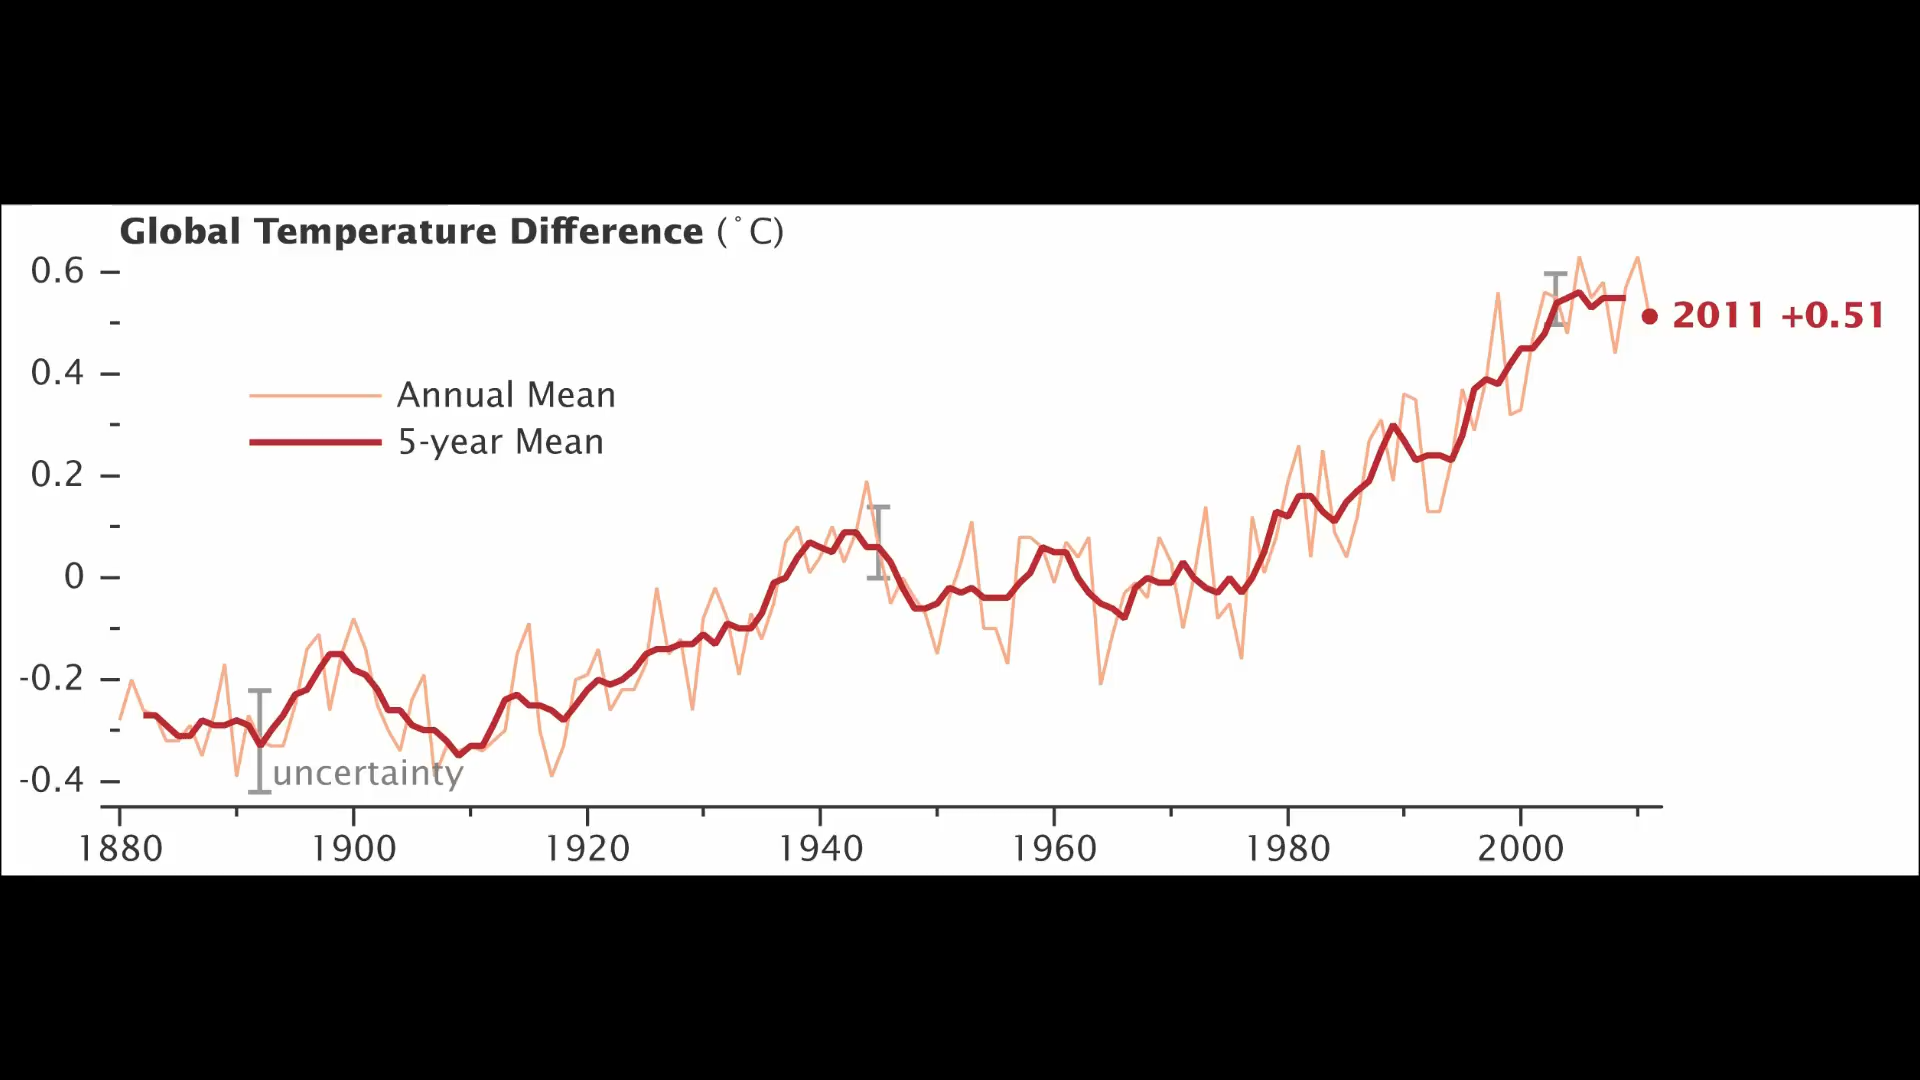 Global Temperature Difference (˚C)
0.6
0.4
0.2
0
-0.2
-0.4
Annual Mean
5-year Mean
2011 +0.51
uncertainty
1880 1900 1920 1940 1960 1980 2000